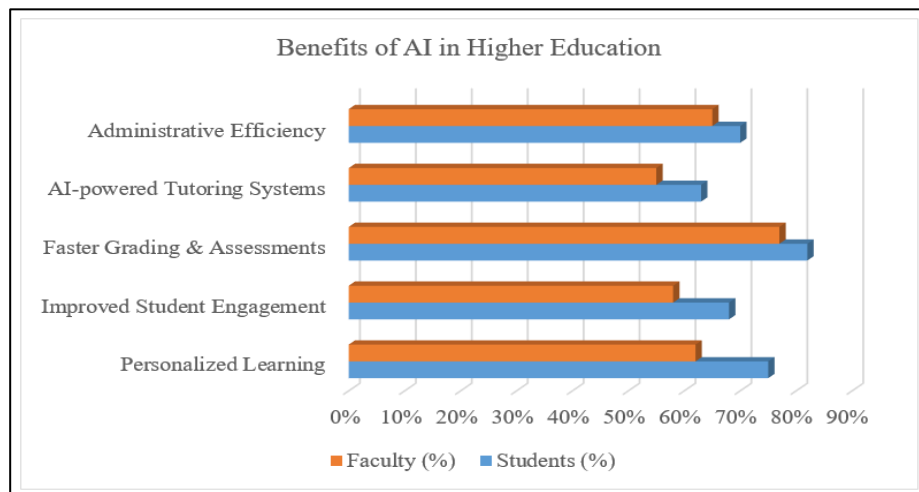 Benefits of AI in Higher Education
Administrative Efficiency
AI-powered Tutoring Systems
Faster Grading & Assessments
Improved Student Engagement
Personalized Learning
0% 10% 20% 30% 40% 50% 60% 70% 80% 90%
Faculty (%) Students (%)